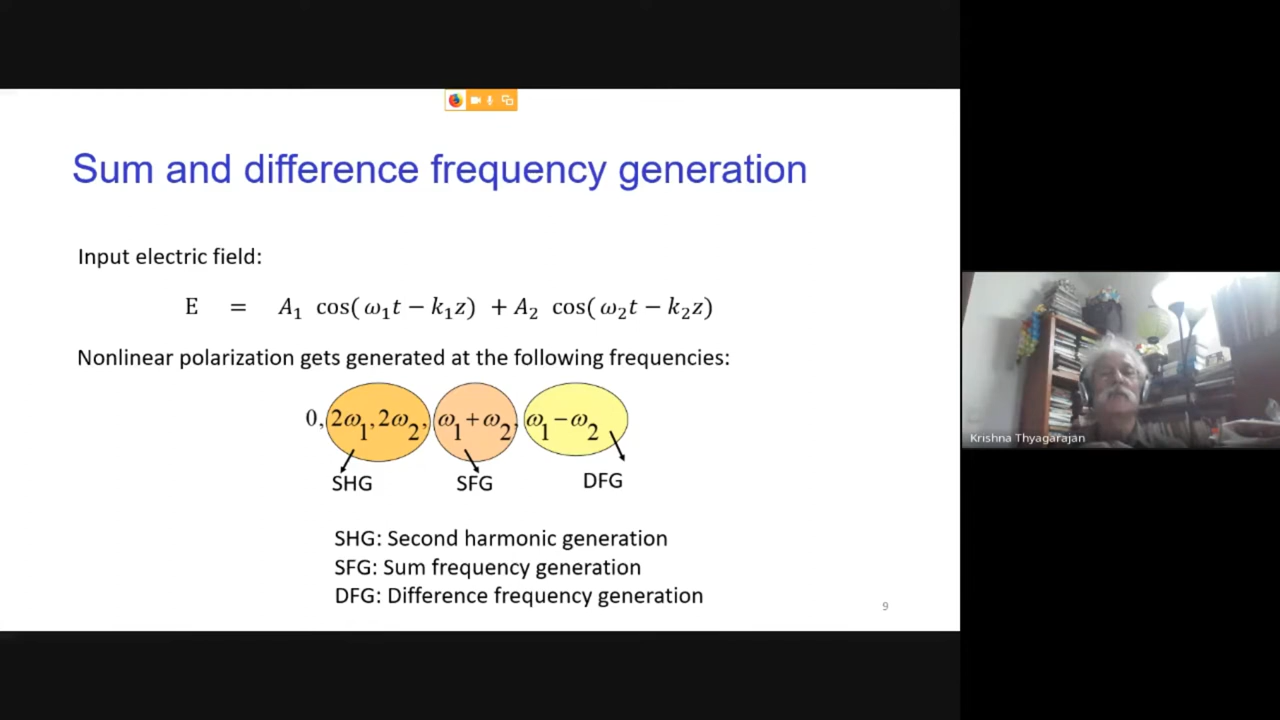 Sum and difference frequency generation
Input electric field:
E = A₁ cos( ω₁t − k₁z) + A₂ cos( ω₂t − k₂z)
Nonlinear polarization gets generated at the following frequencies:
0, 2ω₁, 2ω₂, ω₁ + ω₂, ω₁ − ω₂
SHG SFG DFG
SHG: Second harmonic generation
SFG: Sum frequency generation
DFG: Difference frequency generation
9
Krishna Thyagarajan